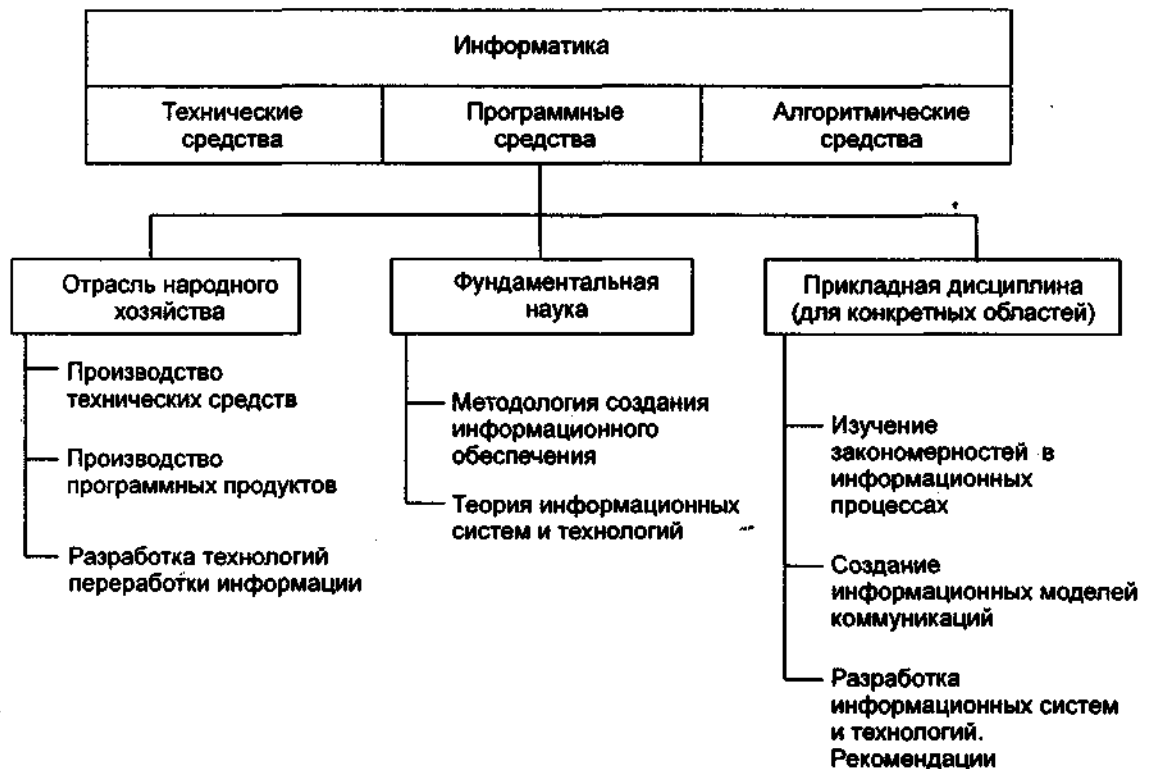 Информатика
Технические
средства
Программные
средства
Алгоритмические
средства
Отрасль народного
хозяйства
Производство
технических средств
Производство
программных продуктов
Разработка технологий
переработки информации
Фундаментальная
наука
Методология создания
информационного
обеспечения
Теория информационных
систем и технологий
Прикладная дисциплина
(для конкретных областей)
Изучение
закономерностей в
информационных
процессах
Создание
информационных моделей
коммуникаций
Разработка
информационных систем
и технологий.
Рекомендации